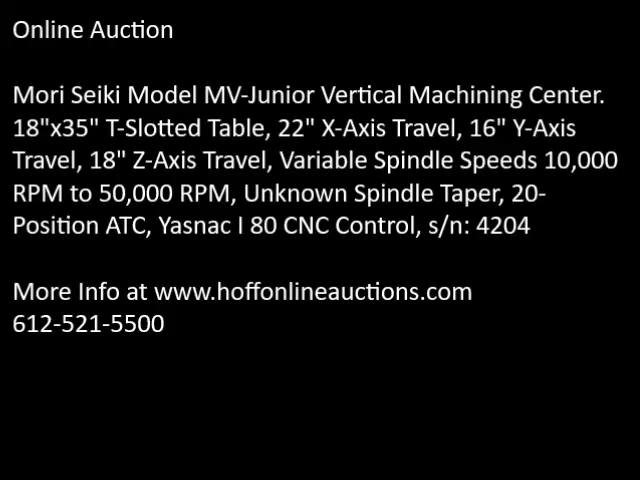 Online Auction
Mori Seiki Model MV-Junior Vertical Machining Center.
18"x35" T-Slotted Table, 22" X-Axis Travel, 16" Y-Axis
Travel, 18" Z-Axis Travel, Variable Spindle Speeds 10,000
RPM to 50,000 RPM, Unknown Spindle Taper, 20-
Position ATC, Yasnac I 80 CNC Control, s/n: 4204
More Info at www.hoffonlineauctions.com
612-521-5500